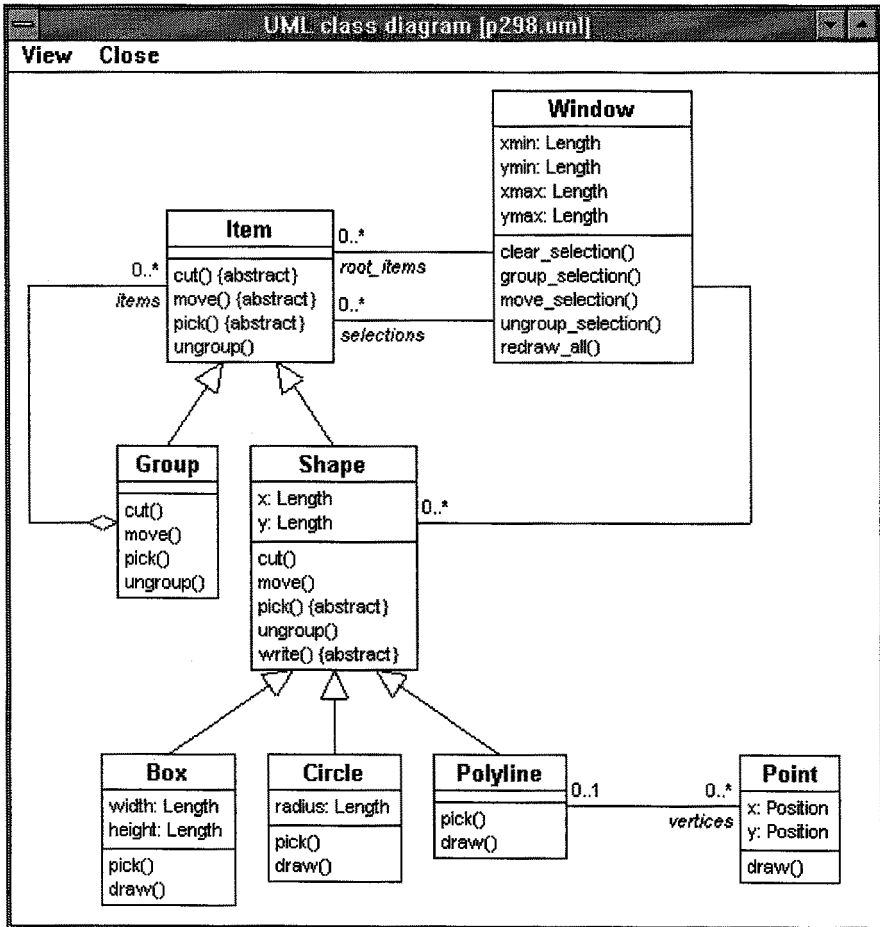 UML class diagram [p298.uml]
View Close
Window
xmin: Length
ymin: Length
xmax: Length
ymax: Length
clear_selection()
group_selection()
move_selection()
ungroup_selection()
redraw_all()
Item
cut() {abstract}
move() {abstract}
pick() {abstract}
ungroup()
0..*
root_items
0..*
selections
0..*
items
Group
cut()
move()
pick()
ungroup()
Shape
x: Length
y: Length
cut()
move()
pick() {abstract}
ungroup()
write() {abstract}
0..*
Box
width: Length
height: Length
pick()
draw()
Circle
radius: Length
pick()
draw()
Polyline
pick()
draw()
0..1
0..*
vertices
Point
x: Position
y: Position
draw()